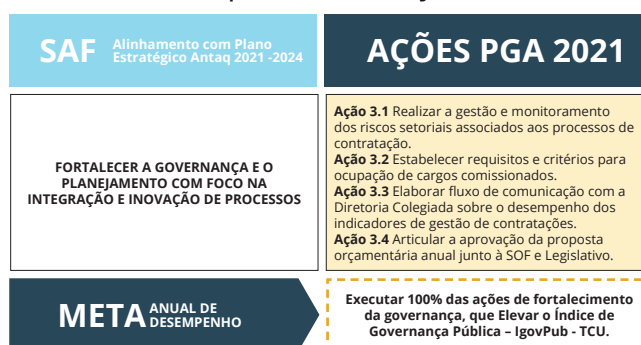 SAF Alinhamento com Plano
Estratégico Antaq 2021 -2024
AÇÕES PGA 2021
FORTALECER A GOVERNANÇA E O
PLANEJAMENTO COM FOCO NA
INTEGRAÇÃO E INOVAÇÃO DE PROCESSOS
Ação 3.1 Realizar a gestão e monitoramento
dos riscos setoriais associados aos processos de
contratação.
Ação 3.2 Estabelecer requisitos e critérios para
ocupação de cargos comissionados.
Ação 3.3 Elaborar fluxo de comunicação com a
Diretoria Colegiada sobre o desempenho dos
indicadores de gestão de contratações.
Ação 3.4 Articular a aprovação da proposta
orçamentária anual junto à SOF e Legislativo.
META ANUAL DE
DESEMPENHO
Executar 100% das ações de fortalecimento
da governança, que Elevar o Índice de
Governança Pública – IgovPub - TCU.